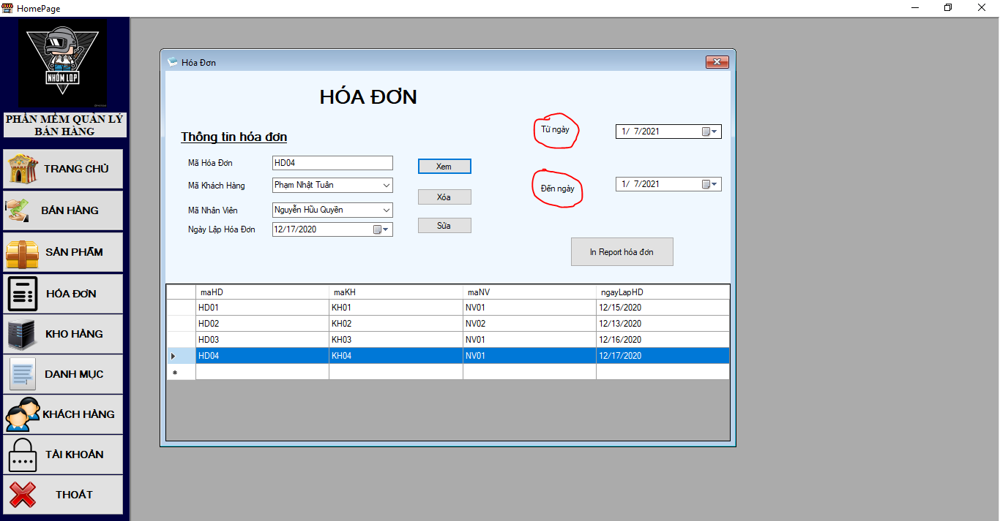 HomePage
NHÓM LQP
PHẦN MỀM QUẢN LÝ
BÁN HÀNG
TRANG CHỦ
BÁN HÀNG
SẢN PHẨM
HÓA ĐƠN
KHO HÀNG
DANH MỤC
KHÁCH HÀNG
TÀI KHOẢN
THOÁT
Hóa Đơn
HÓA ĐƠN
Thông tin hóa đơn
Mã Hóa Đơn HD04 Xem
Mã Khách Hàng Phạm Nhật Tuân Xóa
Mã Nhân Viên Nguyễn Hữu Quyền Sửa
Ngày Lập Hóa Đơn 12/17/2020
Từ ngày 1/ 7/2021
Đến ngày 1/ 7/2021
In Report hóa đơn
maHD maKH maNV ngayLapHD
HD01 KH01 NV01 12/15/2020
HD02 KH02 NV02 12/13/2020
HD03 KH03 NV01 12/16/2020
HD04 KH04 NV01 12/17/2020